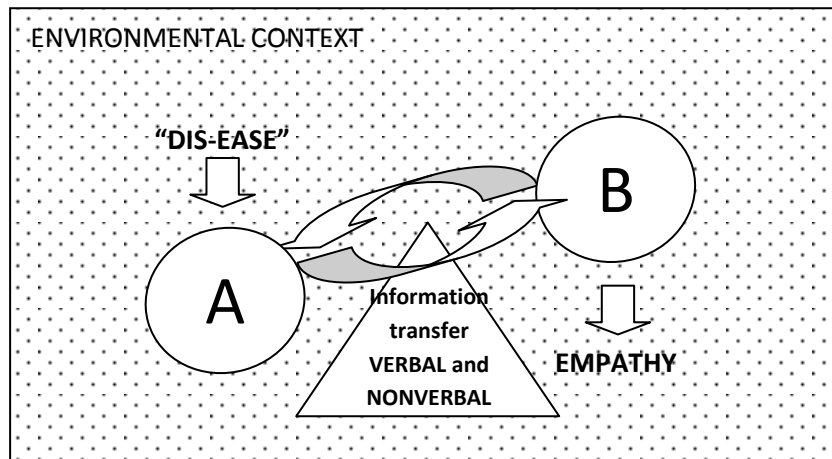 ENVIRONMENTAL CONTEXT
“DIS-EASE”
B
A
Information
transfer
VERBAL and
NONVERBAL
EMPATHY